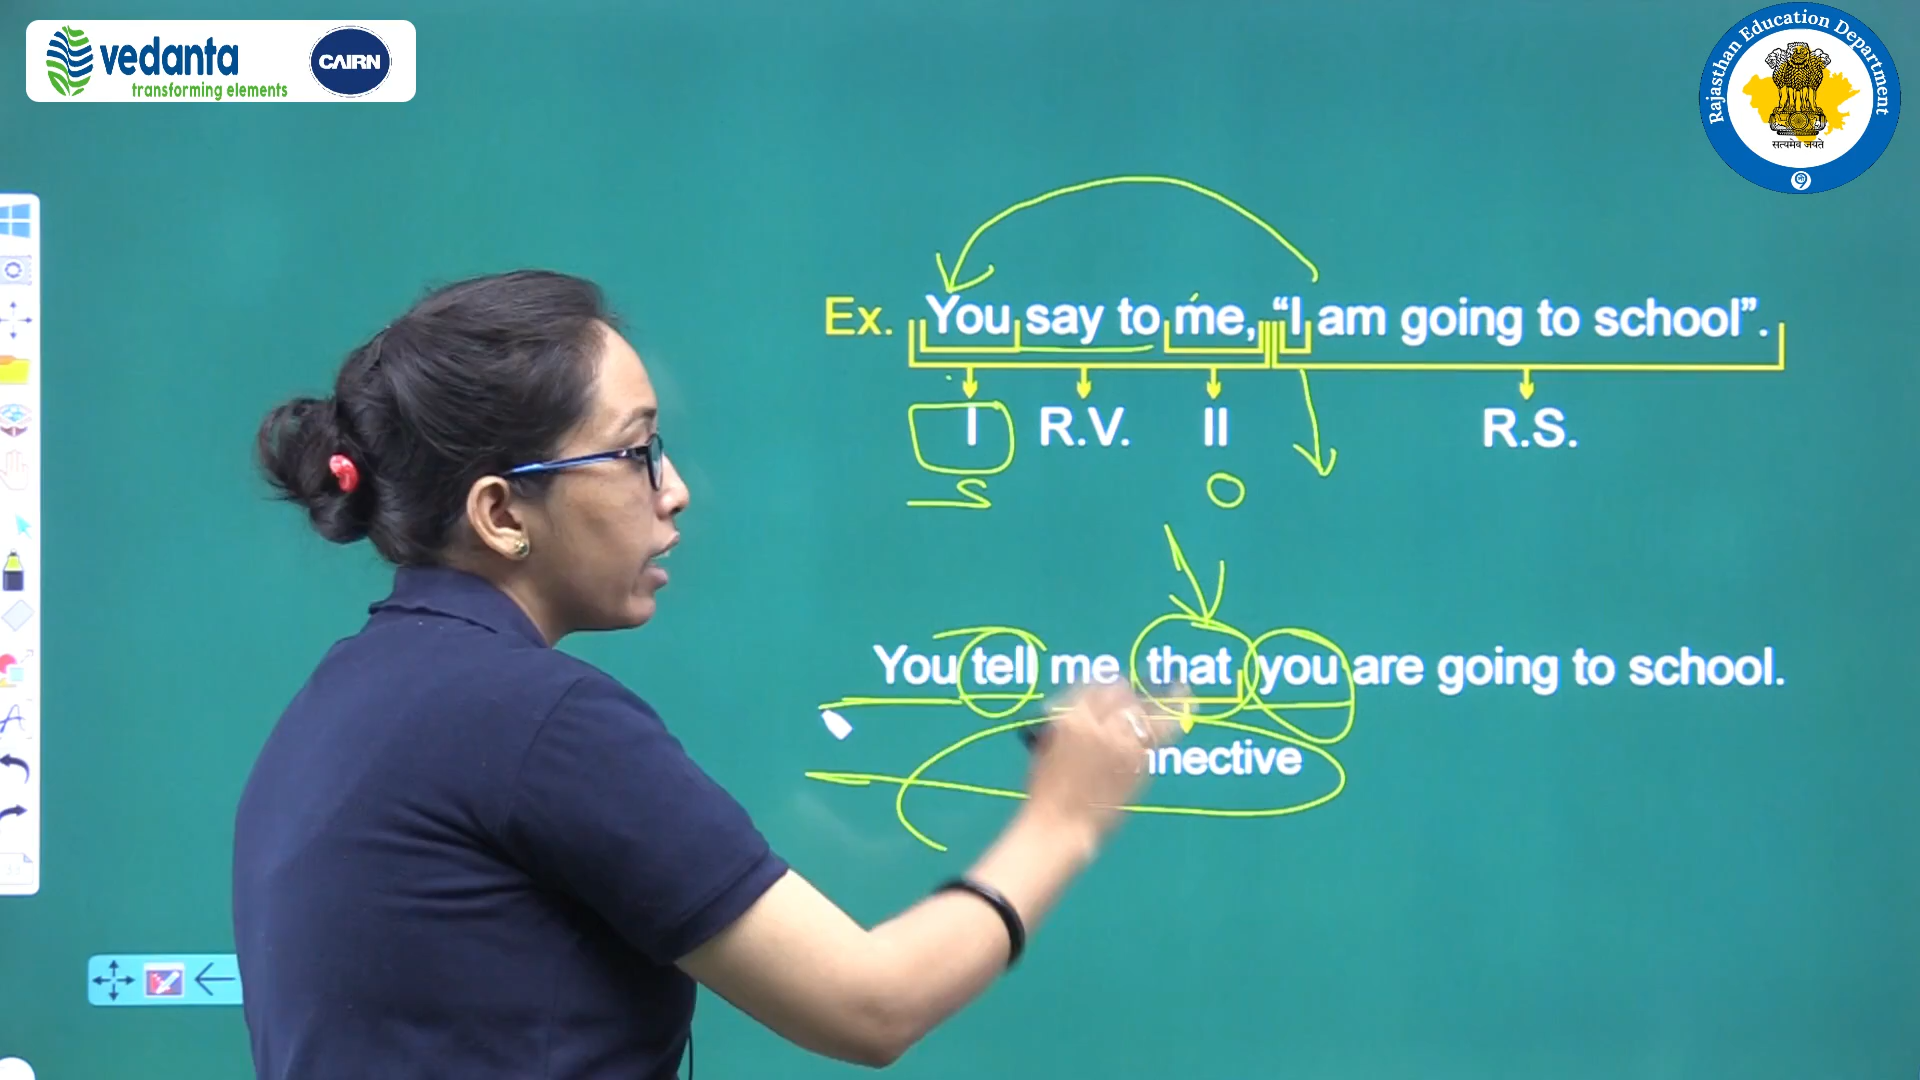 vedanta
transforming elements
CAIRN
Rajasthan Education Department
सत्यमेव जयते
Ex. You say to me, “I am going to school”.
I R.V. II R.S.
S O
You tell me that you are going to school.